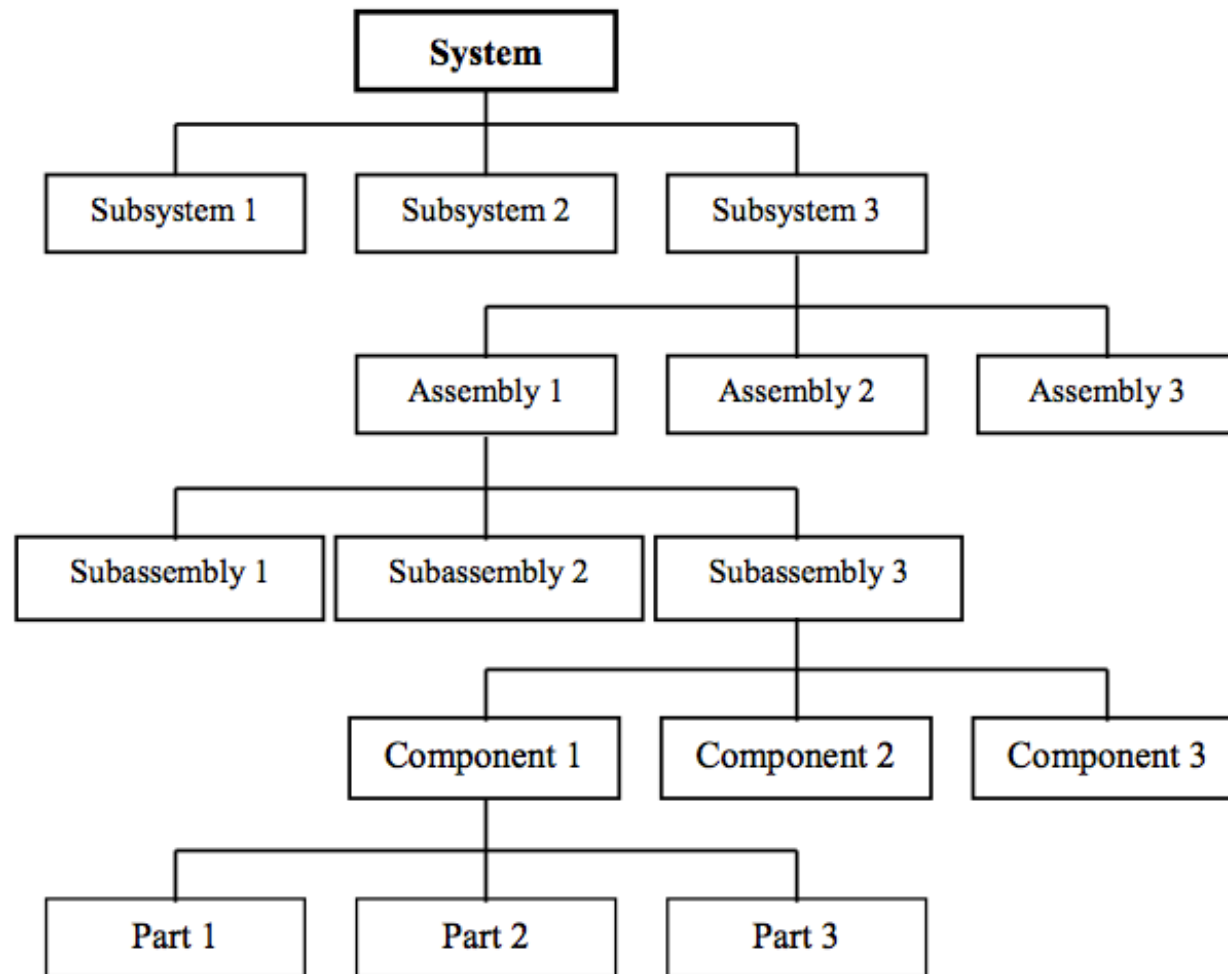 System
Subsystem 1
Subsystem 2
Subsystem 3
Assembly 1
Assembly 2
Assembly 3
Subassembly 1
Subassembly 2
Subassembly 3
Component 1
Component 2
Component 3
Part 1
Part 2
Part 3